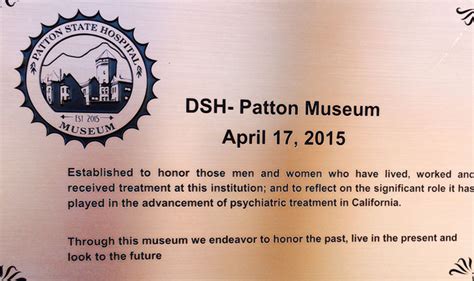 PATTON STATE HOSPITAL
EST 2015
MUSEUM
DSH- Patton Museum
April 17, 2015
Established to honor those men and women who have lived, worked and
received treatment at this institution; and to reflect on the significant role it has
played in the advancement of psychiatric treatment in California.
Through this museum we endeavor to honor the past, live in the present and
look to the future